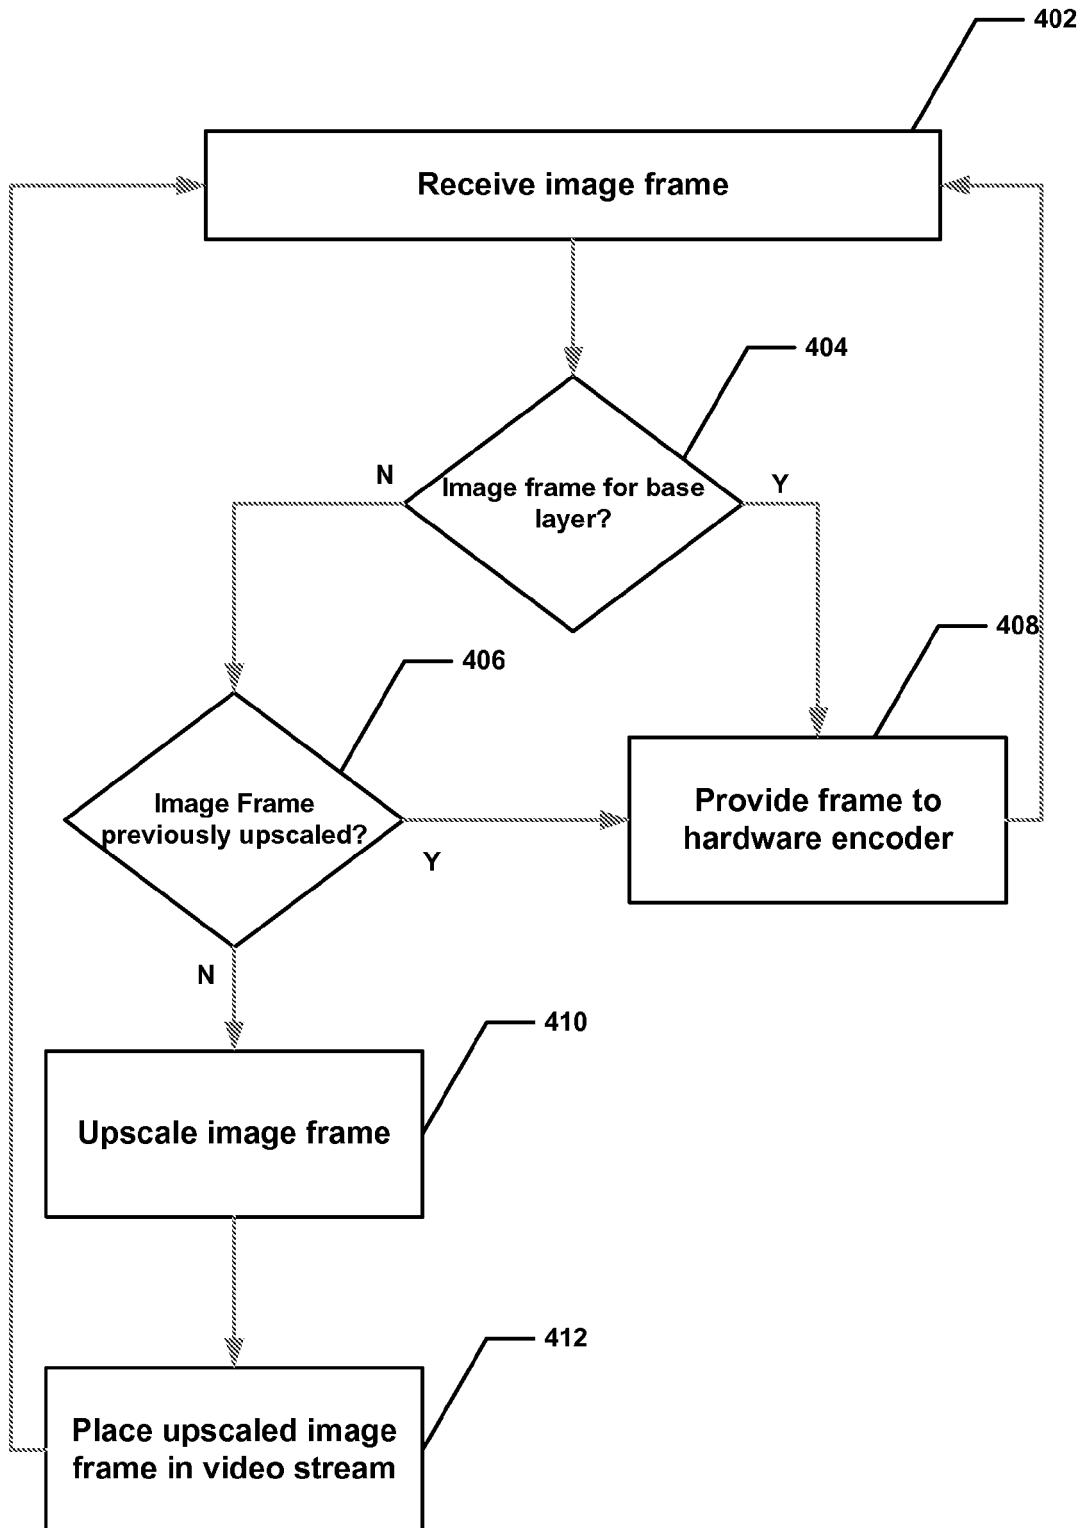 402
Receive image frame
404
N
Y
Image frame for base
layer?
408
406
Image Frame
previously upscaled?
Provide frame to
hardware encoder
Y
N
410
Upscale image frame
412
Place upscaled image
frame in video stream